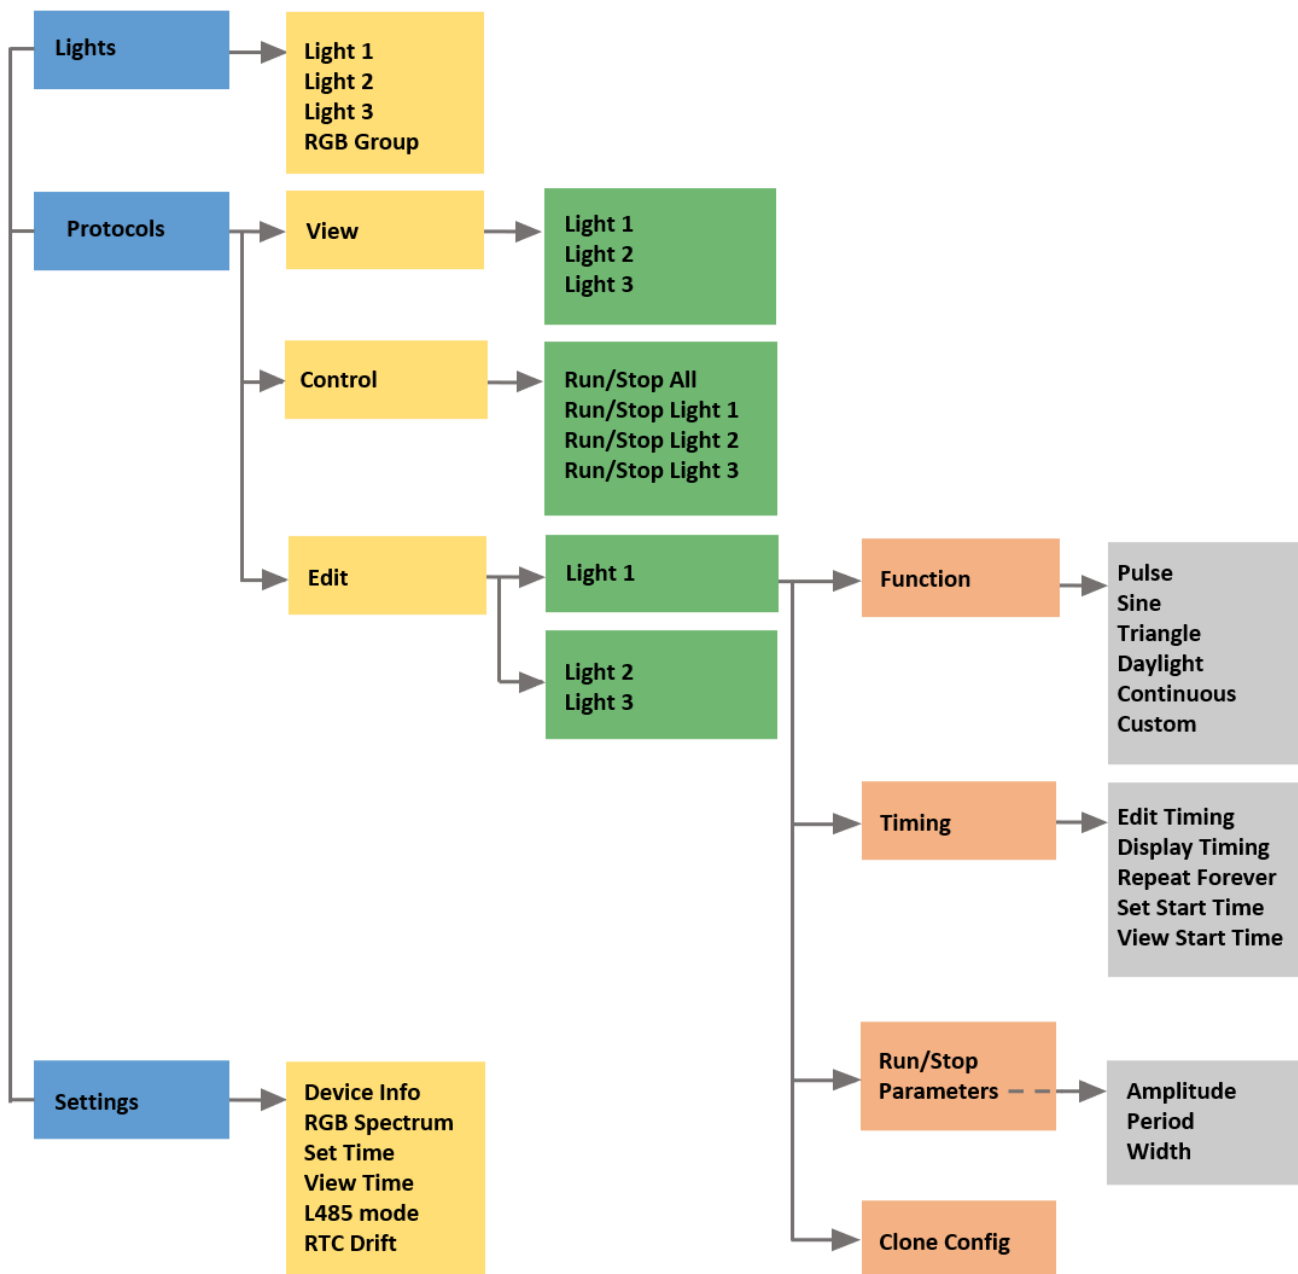 Lights
Light 1
Light 2
Light 3
RGB Group
Protocols
View
Light 1
Light 2
Light 3
Control
Run/Stop All
Run/Stop Light 1
Run/Stop Light 2
Run/Stop Light 3
Edit
Light 1
Light 2
Light 3
Function
Pulse
Sine
Triangle
Daylight
Continuous
Custom
Timing
Edit Timing
Display Timing
Repeat Forever
Set Start Time
View Start Time
Run/Stop
Parameters
Amplitude
Period
Width
Clone Config
Settings
Device Info
RGB Spectrum
Set Time
View Time
L485 mode
RTC Drift